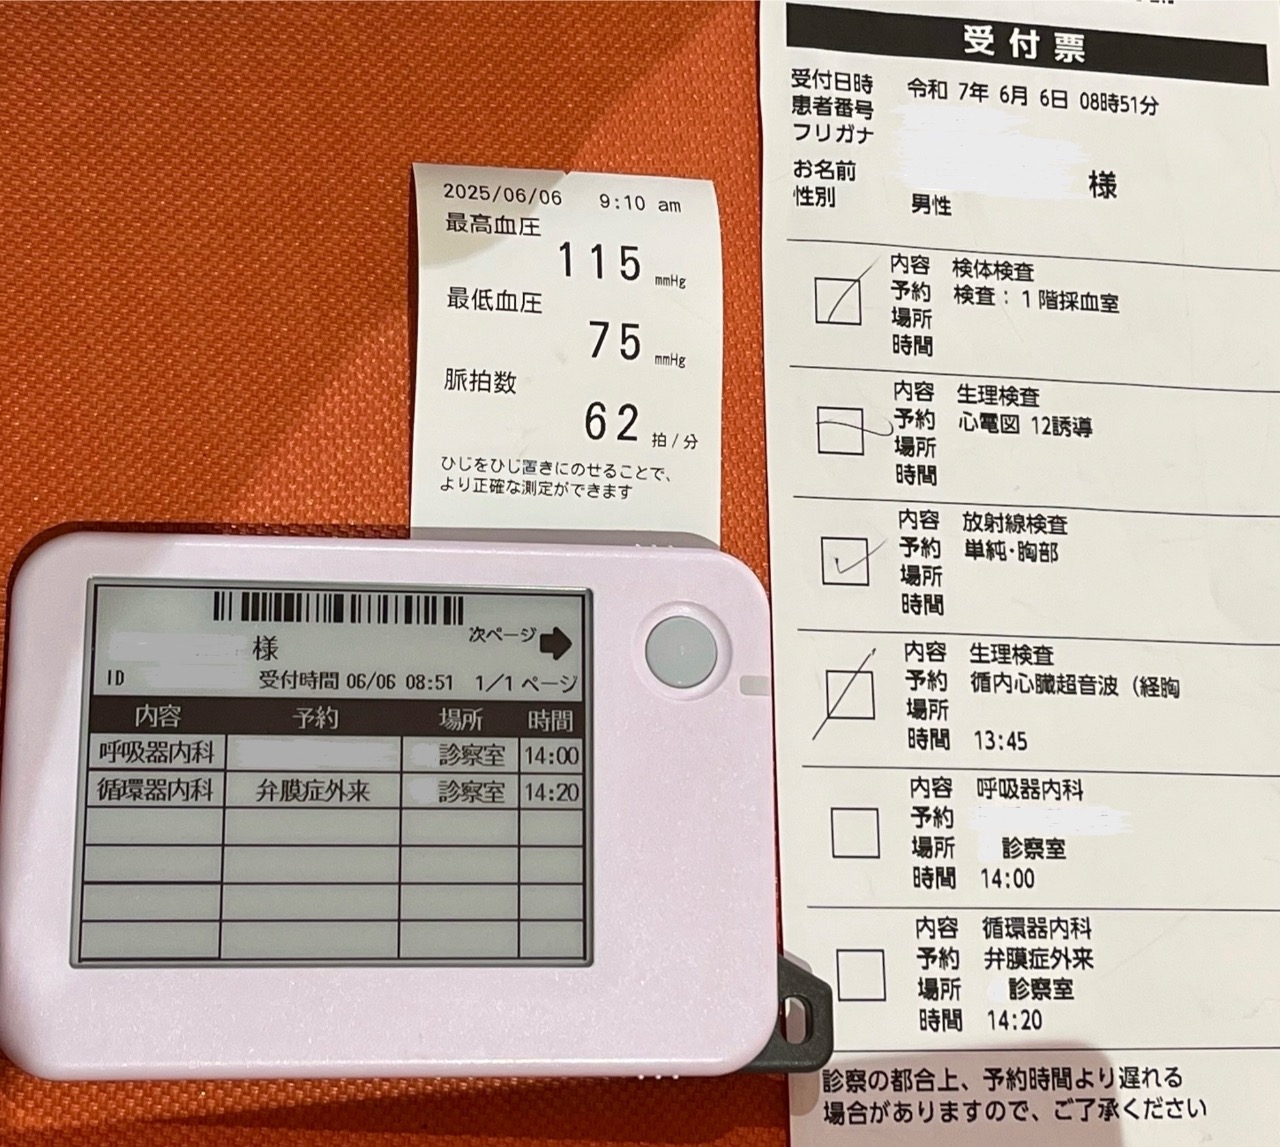 2025/06/06 9:10 am
最高血圧
115 mmHg
最低血圧
75 mmHg
脈拍数
62 拍/分
ひじをひじ置きにのせることで、
より正確な測定ができます
様
次ページ
ID 受付時間 06/06 08:51 1/1 ページ
内容 予約 場所 時間
呼吸器内科 診察室 14:00
循環器内科 弁膜症外来 診察室 14:20
受付票
受付日時 令和 7年 6月 6日 08時51分
患者番号
フリガナ
お名前 様
性別 男性
内容 検体検査
予約 検査：1階採血室
場所
時間
内容 生理検査
予約 心電図 12誘導
場所
時間
内容 放射線検査
予約 単純・胸部
場所
時間
内容 生理検査
予約 循内心臓超音波（経胸
場所
時間 13:45
内容 呼吸器内科
予約
場所 診察室
時間 14:00
内容 循環器内科
予約 弁膜症外来
場所 診察室
時間 14:20
診察の都合上、予約時間より遅れる
場合がありますので、ご了承ください